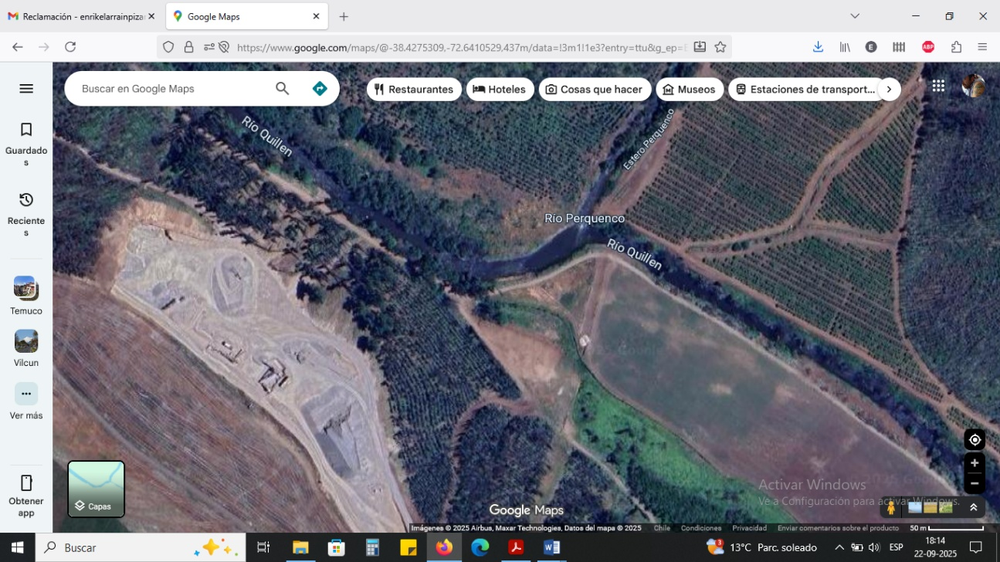 Reclamación - enrikelarrainpiza
Google Maps
https://www.google.com/maps/@-38.4275309,-72.6410529,437m/data=!3m1!1e3?entry=ttu&g_ep=E
E
ABP
Buscar en Google Maps
Restaurantes
Hoteles
Cosas que hacer
Museos
Estaciones de transport...
Guardado
s
Reciente
s
Temuco
Vilcun
Ver más
Obtener
app
Río Quillen
Estero Perquenco
Río Perquenco
Río Quillen
Capas
Google Maps
Activar Windows
Ve a Configuración para activar Windows.
Imágenes © 2025 Airbus, Maxar Technologies, Datos del mapa © 2025
Chile
Condiciones
Privacidad
Enviar comentarios sobre el producto
50 m
Buscar
3
13°C Parc. soleado
ESP
18:14
22-09-2025